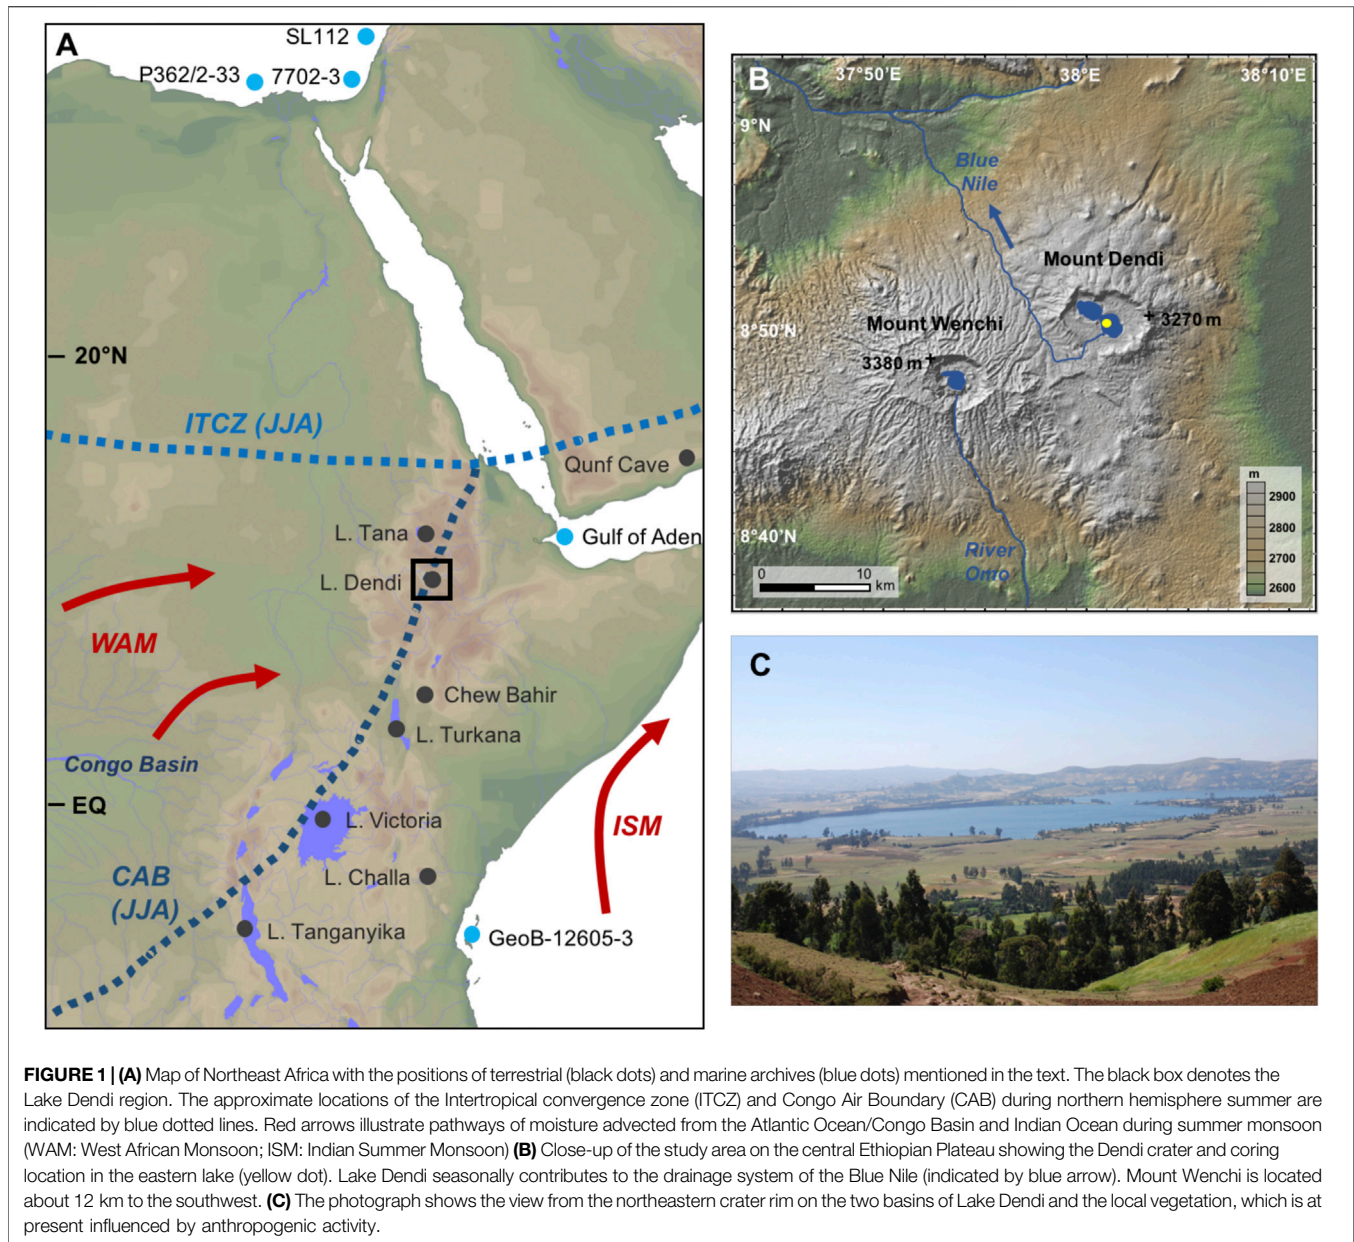 A
SL112
P362/2-33
7702-3
20°N
ITCZ (JJA)
Qunf Cave
L. Tana
Gulf of Aden
L. Dendi
WAM
Chew Bahir
L. Turkana
Congo Basin
EQ
L. Victoria
ISM
CAB
(JJA)
L. Challa
L. Tanganyika
GeoB-12605-3
B
37°50'E
38°E
38°10'E
9°N
Blue
Nile
Mount Dendi
8°50'N
Mount Wenchi
+ 3270 m
3380 m +
m
2900
2800
2700
2600
8°40'N
River
Omo
0
10
km
C
FIGURE 1 | (A) Map of Northeast Africa with the positions of terrestrial (black dots) and marine archives (blue dots) mentioned in the text. The black box denotes the
Lake Dendi region. The approximate locations of the Intertropical convergence zone (ITCZ) and Congo Air Boundary (CAB) during northern hemisphere summer are
indicated by blue dotted lines. Red arrows illustrate pathways of moisture advected from the Atlantic Ocean/Congo Basin and Indian Ocean during summer monsoon
(WAM: West African Monsoon; ISM: Indian Summer Monsoon) (B) Close-up of the study area on the central Ethiopian Plateau showing the Dendi crater and coring
location in the eastern lake (yellow dot). Lake Dendi seasonally contributes to the drainage system of the Blue Nile (indicated by blue arrow). Mount Wenchi is located
about 12 km to the southwest. (C) The photograph shows the view from the northeastern crater rim on the two basins of Lake Dendi and the local vegetation, which is at
present influenced by anthropogenic activity.